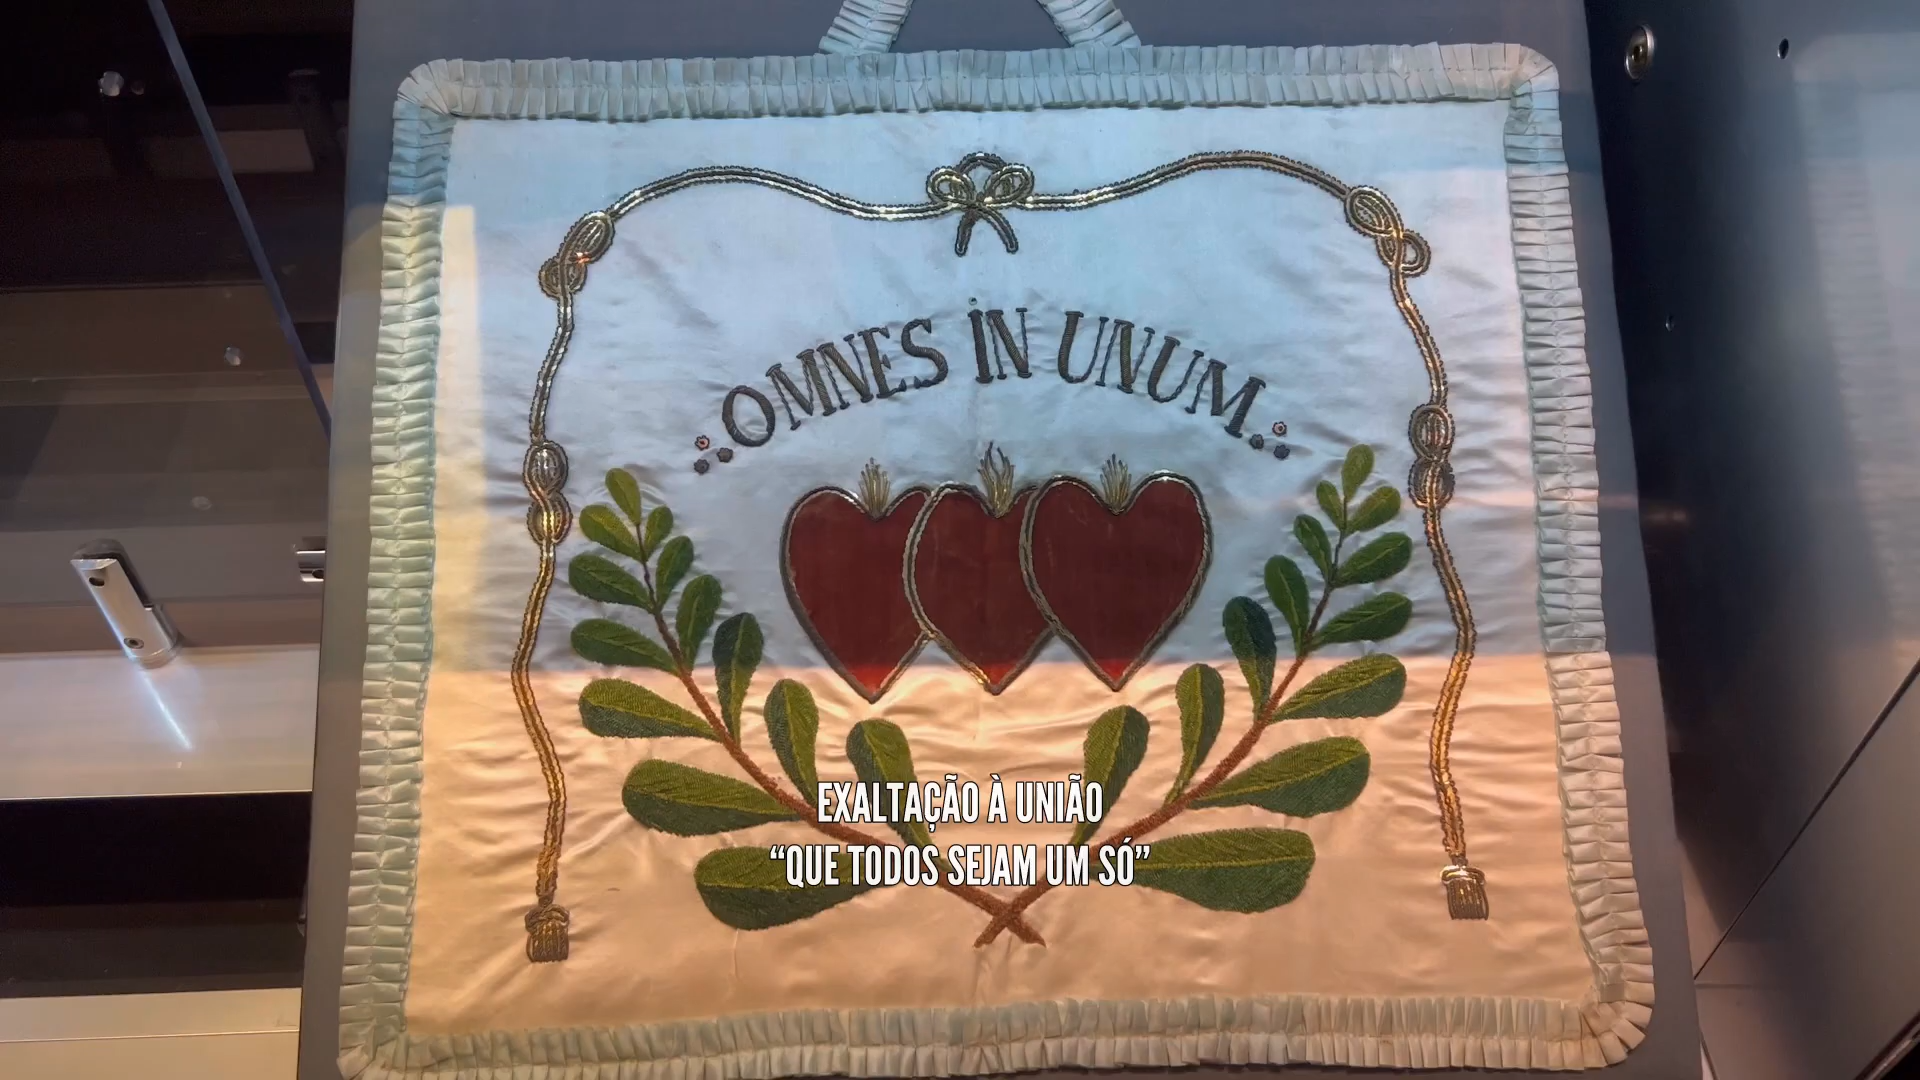 ∴OMNES IN UNUM∴
EXALTAÇÃO À UNIÃO
“QUE TODOS SEJAM UM SÓ”